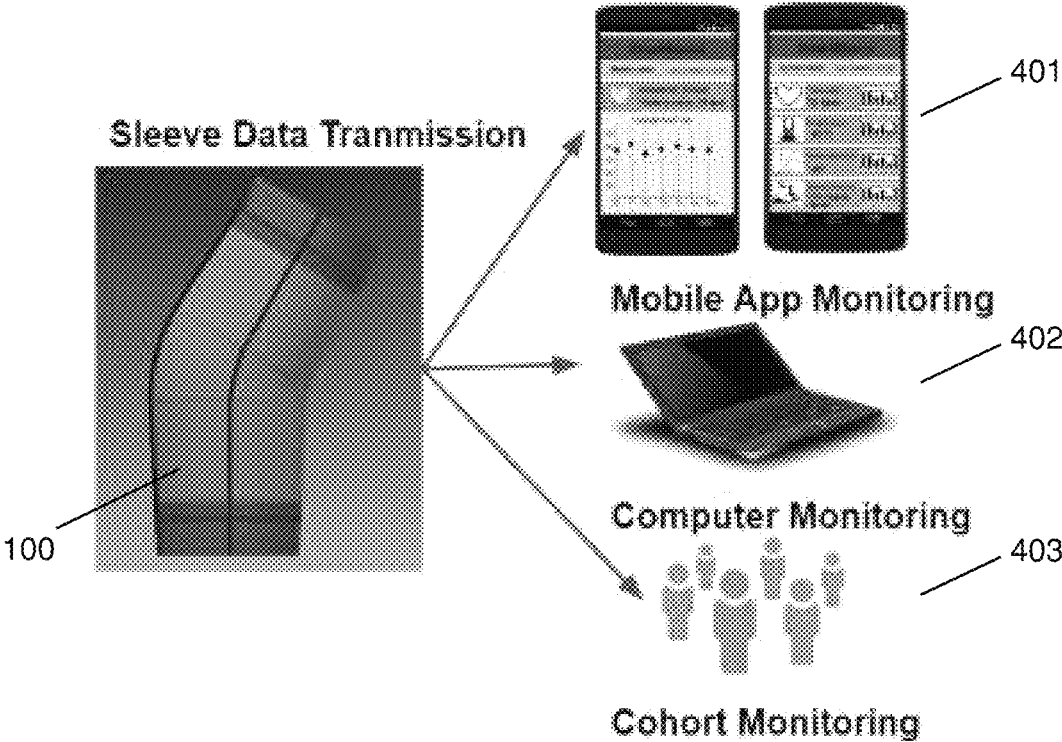 401
Sleeve Data Tranmission
Mobile App Monitoring
402
Computer Monitoring
100
403
Cohort Monitoring